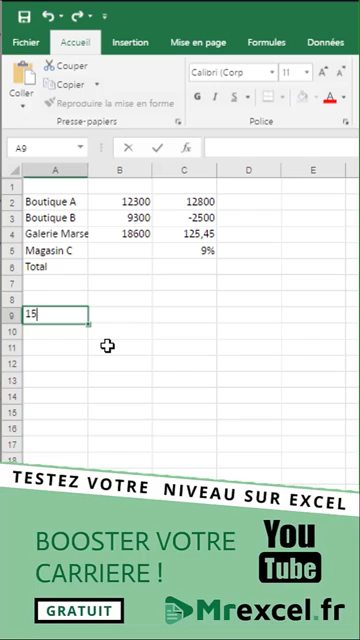 Fichier Accueil Insertion Mise en page Formules Données
Coller
Couper
Copier
Reproduire la mise en forme
Presse-papiers
Calibri (Corp 11 A A
G I S A
Police
A9 fx
A B C D E
1
2 Boutique A 12300 12800
3 Boutique B 9300 -2500
4 Galerie Marse 18600 125,45
5 Magasin C 9%
6 Total
7
8
9 15
10
11
12
13
14
15
16
17
18
TESTEZ VOTRE NIVEAU SUR EXCEL
BOOSTER VOTRE
CARRIERE !
GRATUIT
You
Tube
Mrexcel.fr